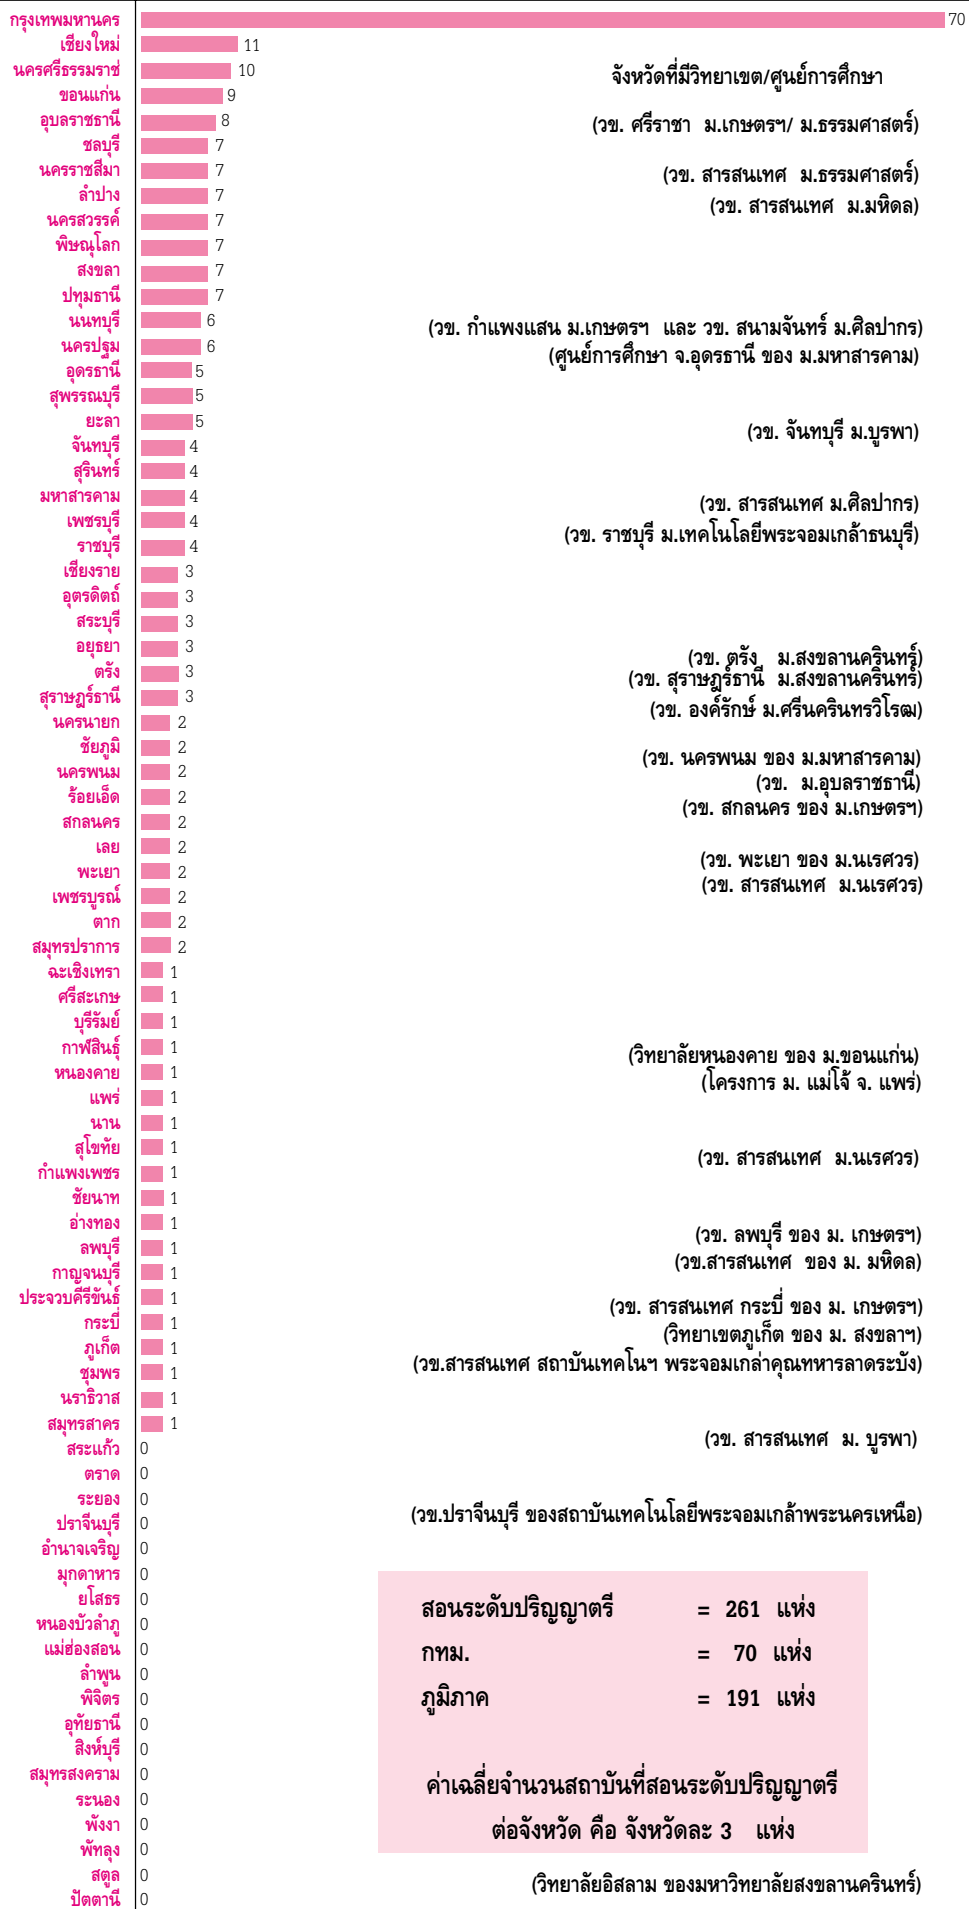 กรุงเทพมหานคร 70
เชียงใหม่ 11
นครศรีธรรมราช 10
จังหวัดที่มีวิทยาเขต/ศูนย์การศึกษา
ขอนแก่น 9
อุบลราชธานี 8 (วข. ศรีราชา ม.เกษตรฯ/ ม.ธรรมศาสตร์)
ชลบุรี 7
นครราชสีมา 7 (วข. สารสนเทศ ม.ธรรมศาสตร์)
ลำปาง 7 (วข. สารสนเทศ ม.มหิดล)
นครสวรรค์ 7
พิษณุโลก 7
สงขลา 7
ปทุมธานี 7
นนทบุรี 6 (วข. กำแพงแสน ม.เกษตรฯ และ วข. สนามจันทร์ ม.ศิลปากร)
นครปฐม 6 (ศูนย์การศึกษา จ.อุดรธานี ของ ม.มหาสารคาม)
อุดรธานี 5
สุพรรณบุรี 5
ยะลา 5 (วข. จันทบุรี ม.บูรพา)
จันทบุรี 4
สุรินทร์ 4
มหาสารคาม 4 (วข. สารสนเทศ ม.ศิลปากร)
เพชรบุรี 4 (วข. ราชบุรี ม.เทคโนโลยีพระจอมเกล้าธนบุรี)
ราชบุรี 4
เชียงราย 3
อุตรดิตถ์ 3
สระบุรี 3
อยุธยา 3 (วข. ตรัง ม.สงขลานครินทร์)
ตรัง 3 (วข. สุราษฎร์ธานี ม.สงขลานครินทร์)
สุราษฎร์ธานี 3 (วข. องค์รักษ์ ม.ศรีนครินทรวิโรฒ)
นครนายก 2
ชัยภูมิ 2 (วข. นครพนม ของ ม.มหาสารคาม)
นครพนม 2 (วข. ม.อุบลราชธานี)
ร้อยเอ็ด 2 (วข. สกลนคร ของ ม.เกษตรฯ)
สกลนคร 2
เลย 2 (วข. พะเยา ของ ม.นเรศวร)
พะเยา 2 (วข. สารสนเทศ ม.นเรศวร)
เพชรบูรณ์ 2
ตาก 2
สมุทรปราการ 2
ฉะเชิงเทรา 1
ศรีสะเกษ 1
บุรีรัมย์ 1
กาฬสินธุ์ 1 (วิทยาลัยหนองคาย ของ ม.ขอนแก่น)
หนองคาย 1 (โครงการ ม. แม่โจ้ จ. แพร่)
แพร่ 1
นาน 1
สุโขทัย 1 (วข. สารสนเทศ ม.นเรศวร)
กำแพงเพชร 1
ชัยนาท 1
อ่างทอง 1 (วข. ลพบุรี ของ ม. เกษตรฯ)
ลพบุรี 1 (วข.สารสนเทศ ของ ม. มหิดล)
กาญจนบุรี 1
ประจวบคีรีขันธ์ 1 (วข. สารสนเทศ กระบี่ ของ ม. เกษตรฯ)
กระบี่ 1 (วิทยาเขตภูเก็ต ของ ม. สงขลาฯ)
ภูเก็ต 1 (วข.สารสนเทศ สถาบันเทคโนฯ พระจอมเกล่าคุณทหารลาดระบัง)
ชุมพร 1
นราธิวาส 1
สมุทรสาคร 1 (วข. สารสนเทศ ม. บูรพา)
สระแก้ว 0
ตราด 0
ระยอง 0 (วข.ปราจีนบุรี ของสถาบันเทคโนโลยีพระจอมเกล้าพระนครเหนือ)
ปราจีนบุรี 0
อำนาจเจริญ 0
มุกดาหาร 0
ยโสธร 0
หนองบัวลำภู 0
แม่ฮ่องสอน 0
ลำพูน 0
พิจิตร 0
อุทัยธานี 0
สิงห์บุรี 0
สมุทรสงคราม 0
ระนอง 0
พังงา 0
พัทลุง 0
สตูล 0 (วิทยาลัยอิสลาม ของมหาวิทยาลัยสงขลานครินทร์)
ปัตตานี 0
สอนระดับปริญญาตรี = 261 แห่ง
กทม. = 70 แห่ง
ภูมิภาค = 191 แห่ง
ค่าเฉลี่ยจำนวนสถาบันที่สอนระดับปริญญาตรี
ต่อจังหวัด คือ จังหวัดละ 3 แห่ง